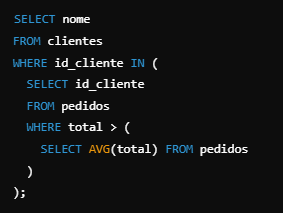 SELECT nome
FROM clientes
WHERE id_cliente IN (
  SELECT id_cliente
  FROM pedidos
  WHERE total > (
    SELECT AVG(total) FROM pedidos
  )
);